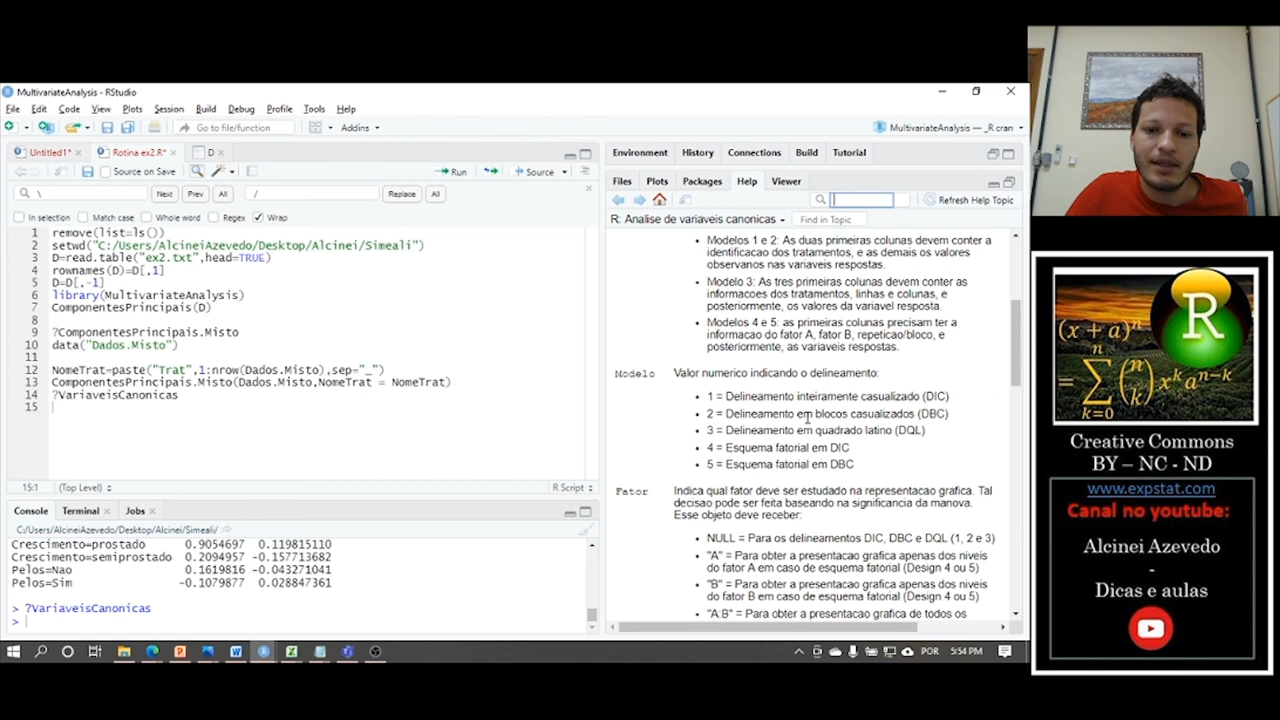 MultivariateAnalysis - RStudio
File Edit Code View Plots Session Build Debug Profile Tools Help
Go to file/function
Addins
MultivariateAnalysis — _R cran
Untitled1*
Rotina ex2.R*
D
Source on Save
Run
Source
\
Next
Prev
All
/
Replace
All
In selection
Match case
Whole word
Regex
Wrap
1 remove(list=ls())
2 setwd("C:/Users/AlcineiAzevedo/Desktop/Alcinei/Simeali")
3 D=read.table("ex2.txt",head=TRUE)
4 rownames(D)=D[,1]
5 D=D[,-1]
6 library(MultivariateAnalysis)
7 ComponentesPrincipais(D)
8
9 ?ComponentesPrincipais.Misto
10 data("Dados.Misto")
11
12 NomeTrat=paste("Trat",1:nrow(Dados.Misto),sep="_")
13 ComponentesPrincipais.Misto(Dados.Misto,NomeTrat = NomeTrat)
14 ?VariaveisCanonicas
15
15:1
(Top Level)
R Script
Console Terminal Jobs
C:/Users/AlcineiAzevedo/Desktop/Alcinei/Simeali/
Crescimento=prostado 0.9054697 0.119815110
Crescimento=semiprostado 0.2094957 -0.157713682
Pelos=Nao 0.1619816 -0.043271041
Pelos=Sim -0.1079877 0.028847361
> ?VariaveisCanonicas
>
Environment History Connections Build Tutorial
Files Plots Packages Help Viewer
Refresh Help Topic
R: Analise de variaveis canonicas
Find in Topic
• Modelos 1 e 2: As duas primeiras colunas devem conter a
identificacao dos tratamentos, e as demais os valores
observanos nas variaveis respostas.
• Modelo 3: As tres primeiras colunas devem conter as
informacoes dos tratamentos, linhas e colunas, e
posteriormente, os valores da variavel resposta.
• Modelos 4 e 5: as primeiras colunas precisam ter a
informacao do fator A, fator B, repeticao/bloco, e
posteriormente, as variaveis respostas.
Modelo Valor numerico indicando o delineamento:
• 1 = Delineamento inteiramente casualizado (DIC)
• 2 = Delineamento em blocos casualizados (DBC)
• 3 = Delineamento em quadrado latino (DQL)
• 4 = Esquema fatorial em DIC
• 5 = Esquema fatorial em DBC
Fator Indica qual fator deve ser estudado na representacao grafica. Tal
decisao pode ser feita baseando na significancia da manova.
Esse objeto deve receber:
• NULL = Para os delineamentos DIC, DBC e DQL (1, 2 e 3)
• "A" = Para obter a presentacao grafica apenas dos niveis
do fator A em caso de esquema fatorial (Design 4 ou 5)
• "B" = Para obter a presentacao grafica apenas dos niveis
do fator B em caso de esquema fatorial (Design 4 ou 5)
• "A:B" = Para obter a presentacao grafica de todos os
POR
5:54 PM
R
(x + a)^n
= ∑_{k=0}^{n} (n k) x^k a^{n-k}
Creative Commons
BY – NC - ND
www.expstat.com
Canal no youtube:
Alcinei Azevedo
-
Dicas e aulas